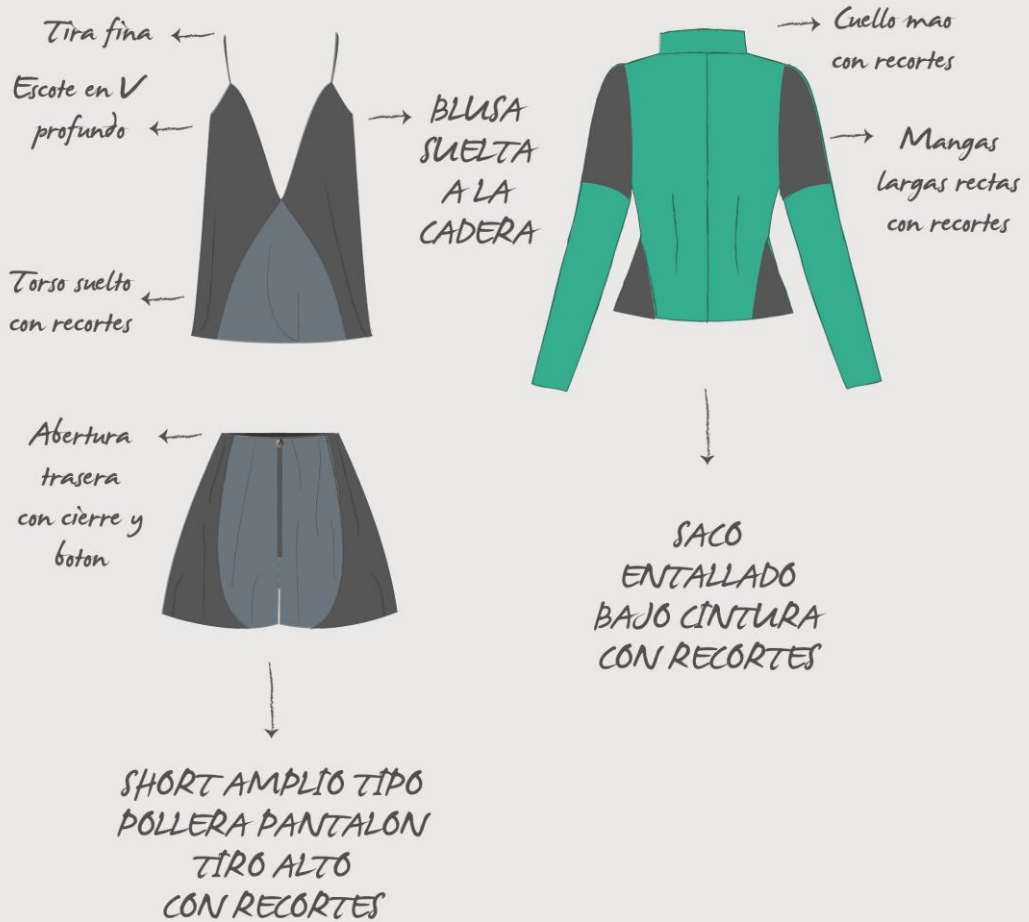 Tira fina
Escote en V
profundo
BLUSA
SUELTA
A LA
CADERA
Torso suelto
con recortes
Cuello mao
con recortes
Mangas
largas rectas
con recortes
Abertura
trasera
con cierre y
boton
SACO
ENTALLADO
BAJO CINTURA
CON RECORTES
SHORT AMPLIO TIPO
POLLERA PANTALON
TIRO ALTO
CON RECORTES